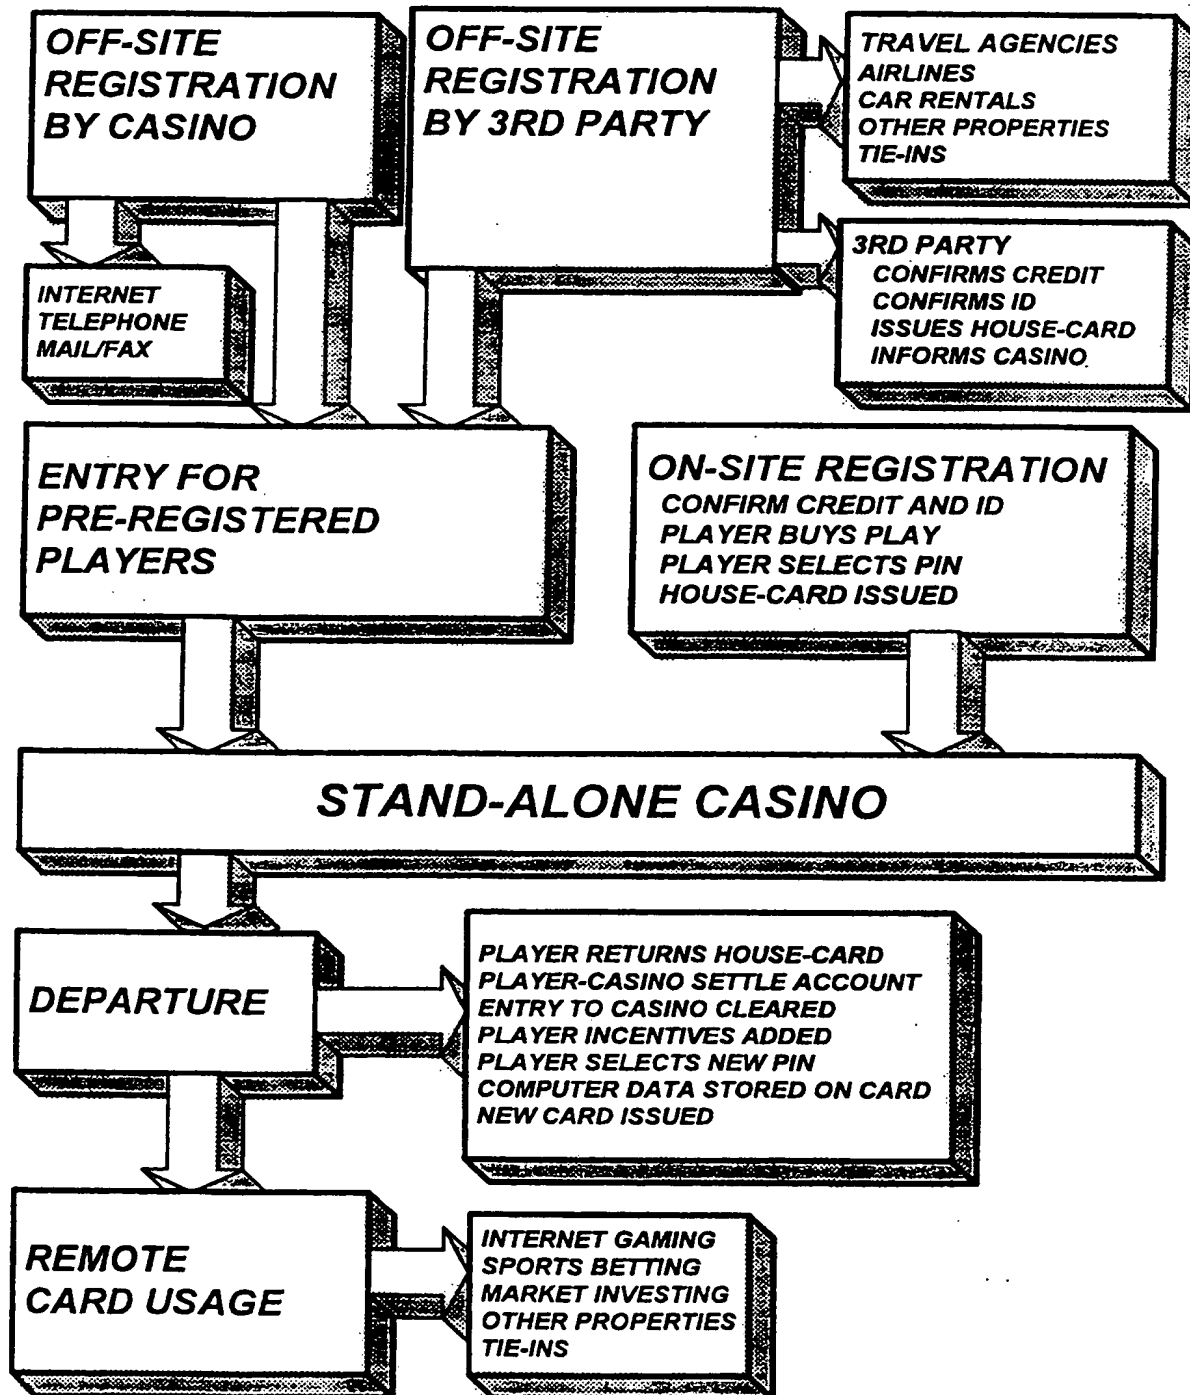 OFF-SITE
REGISTRATION
BY CASINO
OFF-SITE
REGISTRATION
BY 3RD PARTY
TRAVEL AGENCIES
AIRLINES
CAR RENTALS
OTHER PROPERTIES
TIE-INS
3RD PARTY
CONFIRMS CREDIT
CONFIRMS ID
ISSUES HOUSE-CARD
INFORMS CASINO
INTERNET
TELEPHONE
MAIL/FAX
ENTRY FOR
PRE-REGISTERED
PLAYERS
ON-SITE REGISTRATION
CONFIRM CREDIT AND ID
PLAYER BUYS PLAY
PLAYER SELECTS PIN
HOUSE-CARD ISSUED
STAND-ALONE CASINO
DEPARTURE
PLAYER RETURNS HOUSE-CARD
PLAYER-CASINO SETTLE ACCOUNT
ENTRY TO CASINO CLEARED
PLAYER INCENTIVES ADDED
PLAYER SELECTS NEW PIN
COMPUTER DATA STORED ON CARD
NEW CARD ISSUED
REMOTE
CARD USAGE
INTERNET GAMING
SPORTS BETTING
MARKET INVESTING
OTHER PROPERTIES
TIE-INS